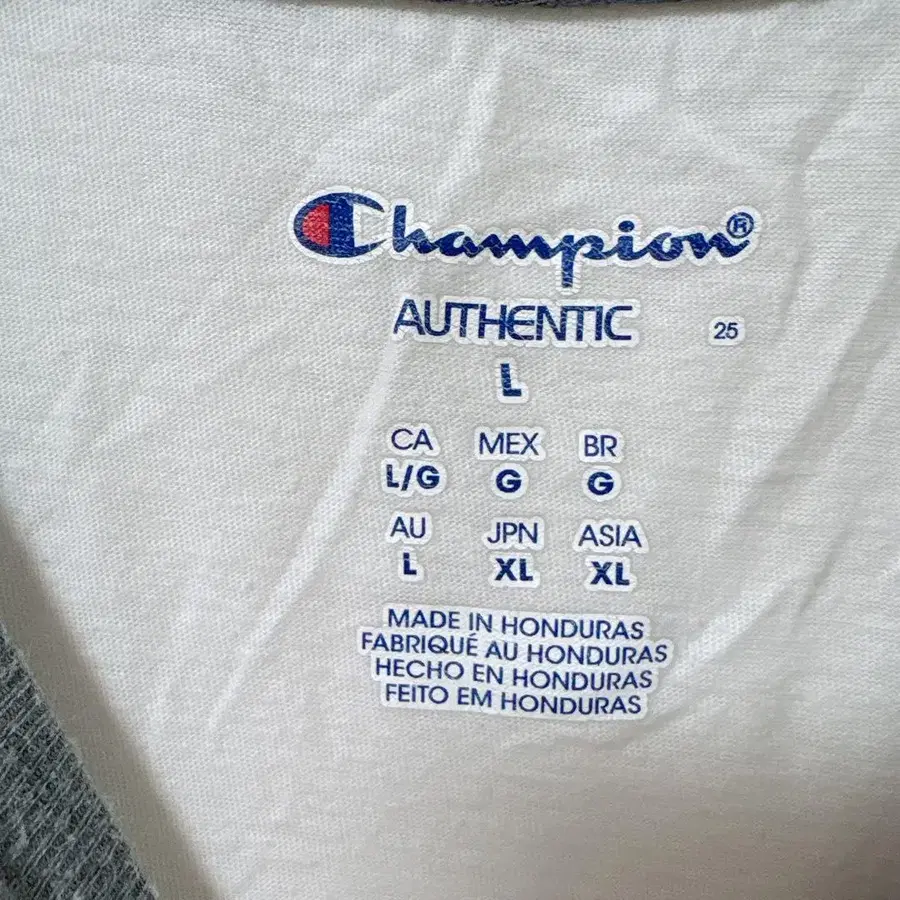 Champion®
AUTHENTIC 25
L
CA MEX BR
L/G G G
AU JPN ASIA
L XL XL
MADE IN HONDURAS
FABRIQUÉ AU HONDURAS
HECHO EN HONDURAS
FEITO EM HONDURAS